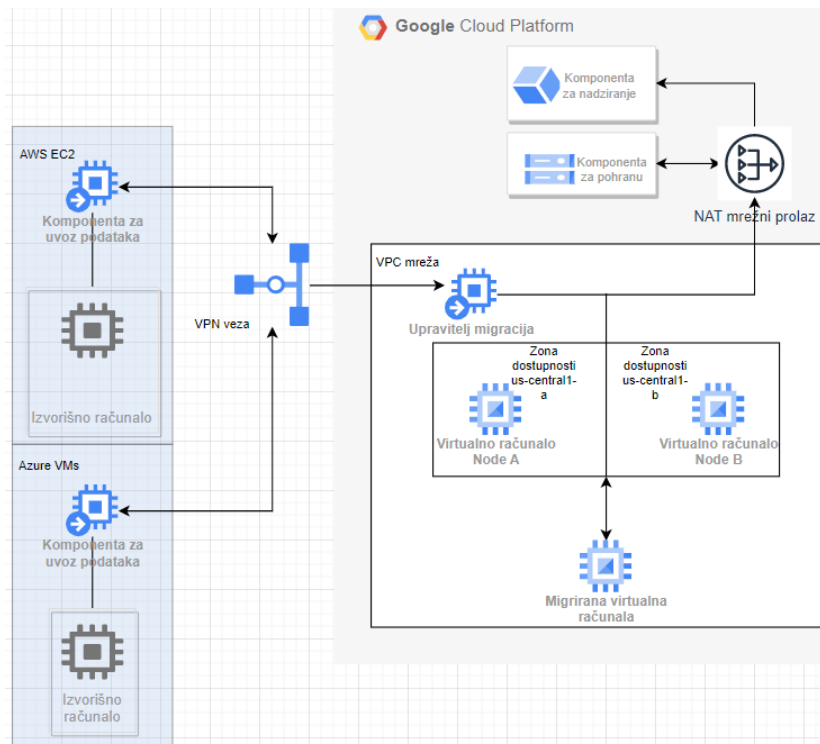 Google Cloud Platform
Komponenta
za nadziranje
Komponenta
za pohranu
NAT mrežni prolaz
AWS EC2
Komponenta za
uvoz podataka
Izvorišno računalo
VPN veza
VPC mreža
Upravitelj migracija
Zona
dostupnosti
us-central1-
a
Zona
dostupnosti
us-central1-
b
Virtualno računalo
Node A
Virtualno računalo
Node B
Migrirana virtualna
računala
Azure VMs
Komponenta za
uvoz podataka
Izvorišno
računalo